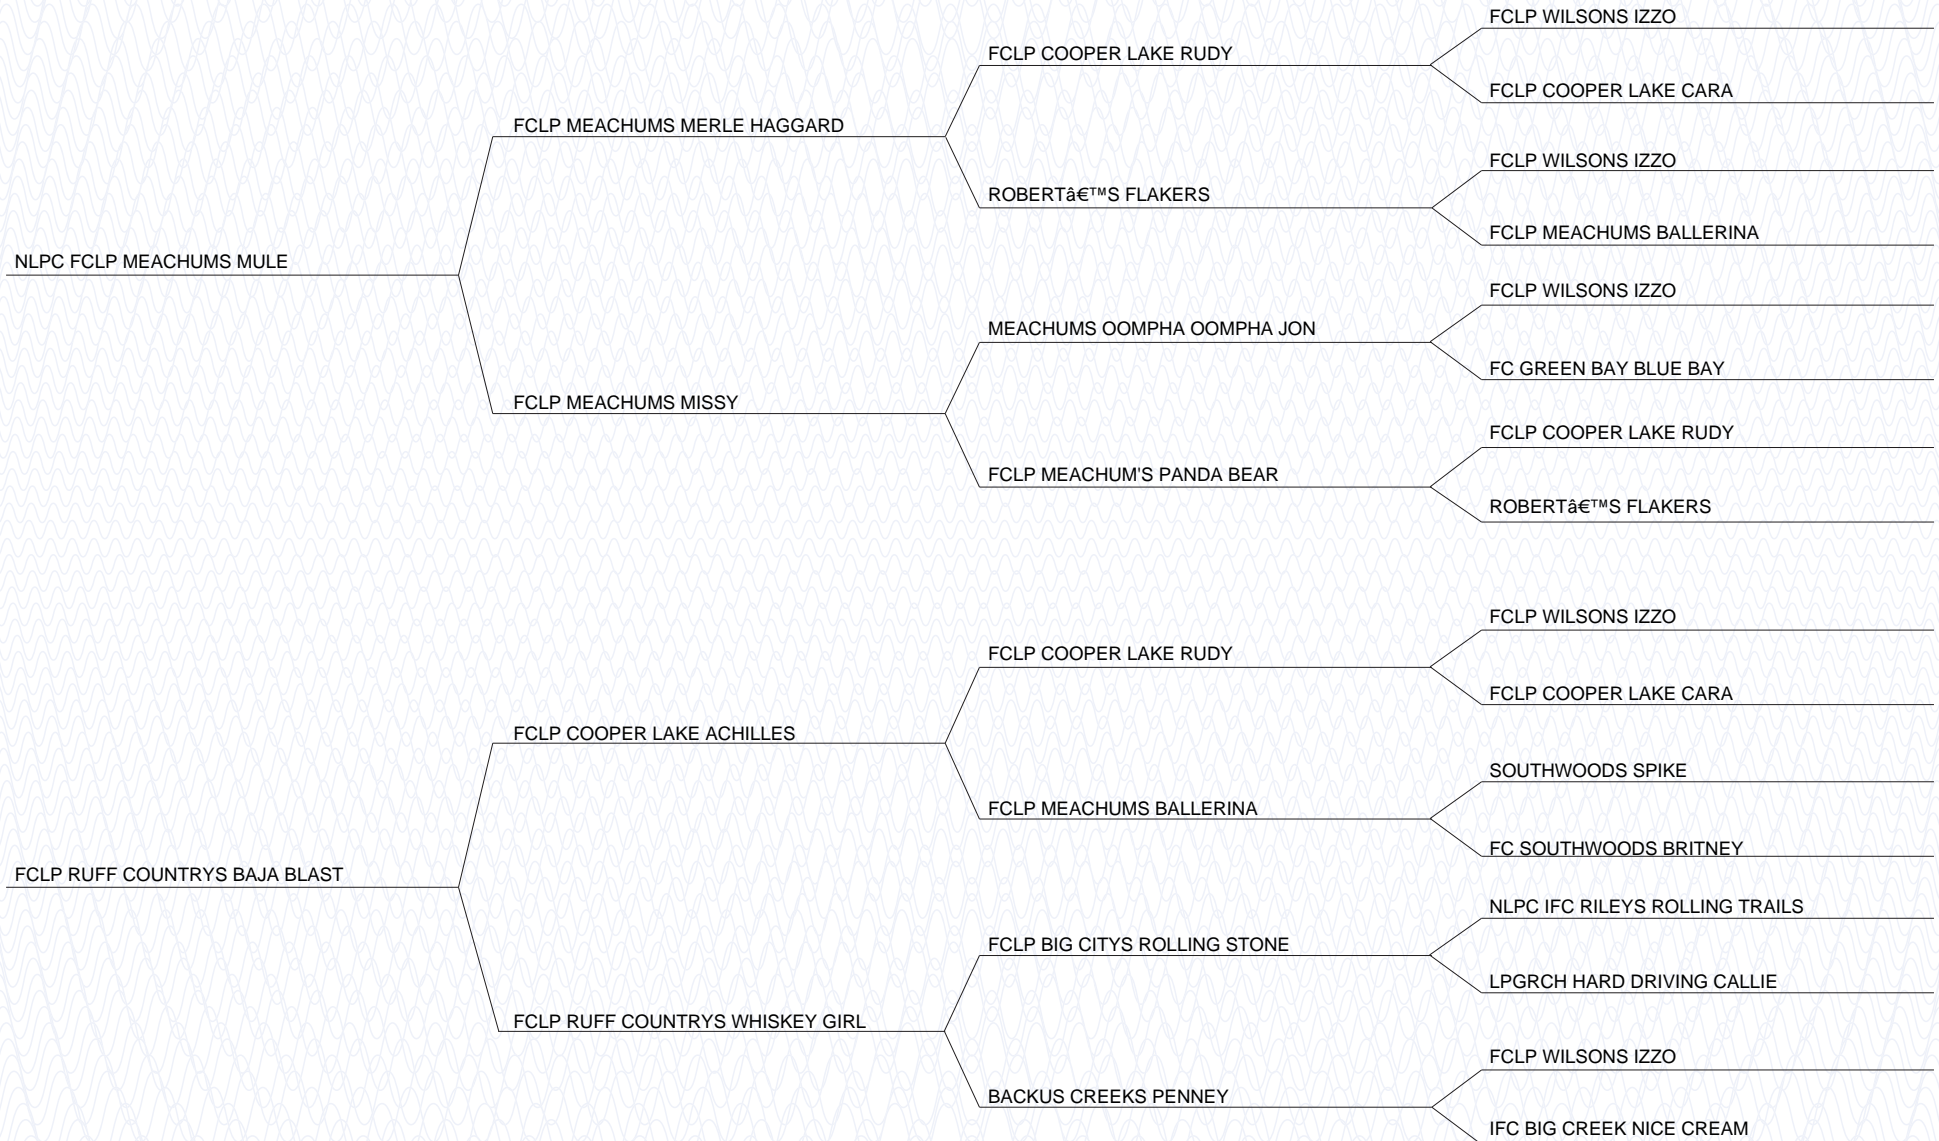 FCLP WILSONS IZZO
FCLP COOPER LAKE RUDY
FCLP COOPER LAKE CARA
FCLP MEACHUMS MERLE HAGGARD
FCLP WILSONS IZZO
ROBERTâ€™S FLAKERS
FCLP MEACHUMS BALLERINA
NLPC FCLP MEACHUMS MULE
FCLP WILSONS IZZO
MEACHUMS OOMPHA OOMPHA JON
FC GREEN BAY BLUE BAY
FCLP MEACHUMS MISSY
FCLP COOPER LAKE RUDY
FCLP MEACHUM'S PANDA BEAR
ROBERTâ€™S FLAKERS
FCLP WILSONS IZZO
FCLP COOPER LAKE RUDY
FCLP COOPER LAKE CARA
FCLP COOPER LAKE ACHILLES
SOUTHWOODS SPIKE
FCLP MEACHUMS BALLERINA
FC SOUTHWOODS BRITNEY
FCLP RUFF COUNTRYS BAJA BLAST
NLPC IFC RILEYS ROLLING TRAILS
FCLP BIG CITYS ROLLING STONE
LPGRCH HARD DRIVING CALLIE
FCLP RUFF COUNTRYS WHISKEY GIRL
FCLP WILSONS IZZO
BACKUS CREEKS PENNEY
IFC BIG CREEK NICE CREAM